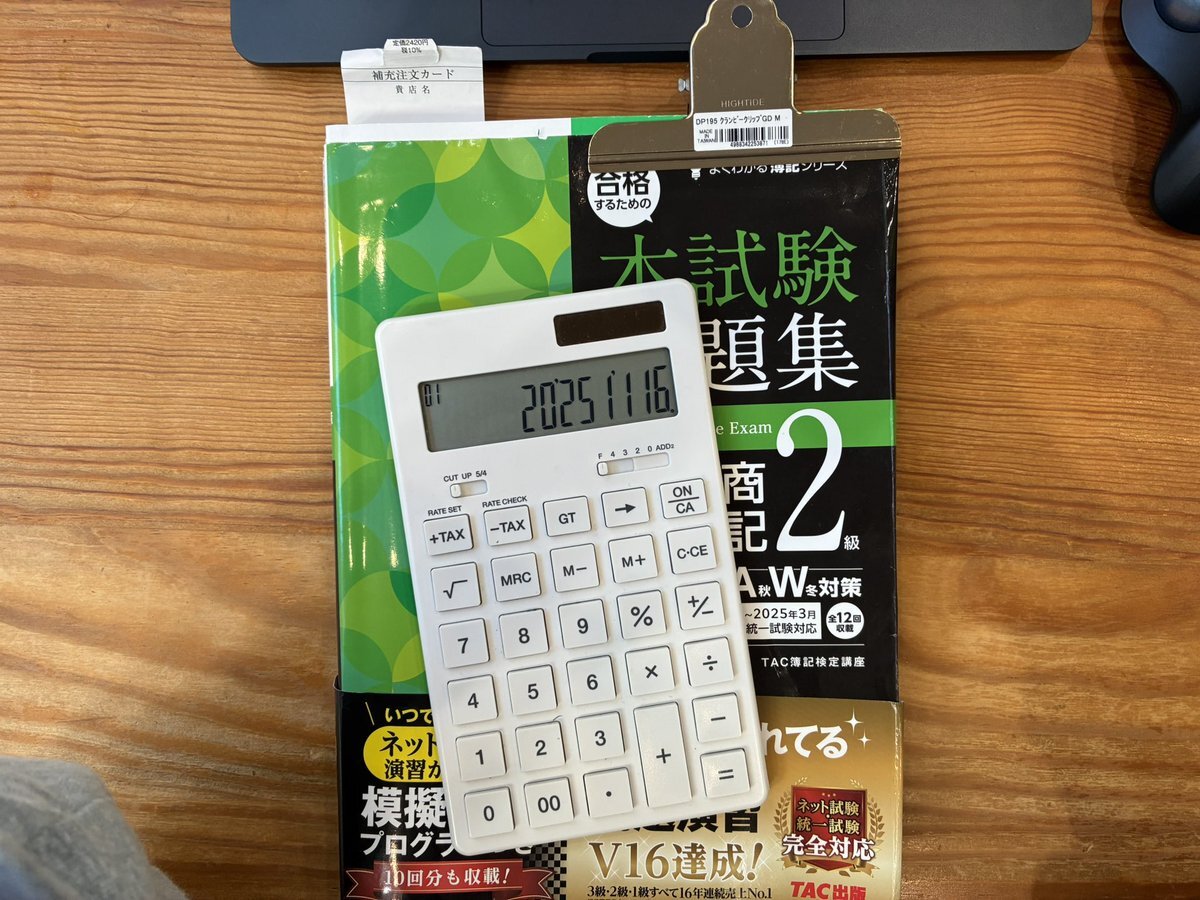 定価2420円
税10%
補充注文カード
貴店名
HIGHTIDE
DP195 クランピークリップGD M
MADE IN TAIWAN
4988342253871
よくわかる簿記シリーズ
合格
するための
本試験
題集
Exam
2級
商
記
A秋W冬対策
~2025年3月
統一試験対応
全12回
収載
TAC簿記検定講座
01
20'251'116.
CUT UP 5/4
F 4 3 2 0 ADD2
RATE SET
RATE CHECK
+TAX
-TAX
GT
→
ON
CA
√
MRC
M−
M+
C·CE
7
8
9
%
+/−
4
5
6
×
÷
1
2
3
+
−
0
00
·
=
いつで
ネット
演習が
模擬
プログラ
10回分も収載!
れてる
演習
V16達成!
3級・2級・1級すべて16年連続売上No.1
ネット試験
統一試験
完全対応
TAC出版